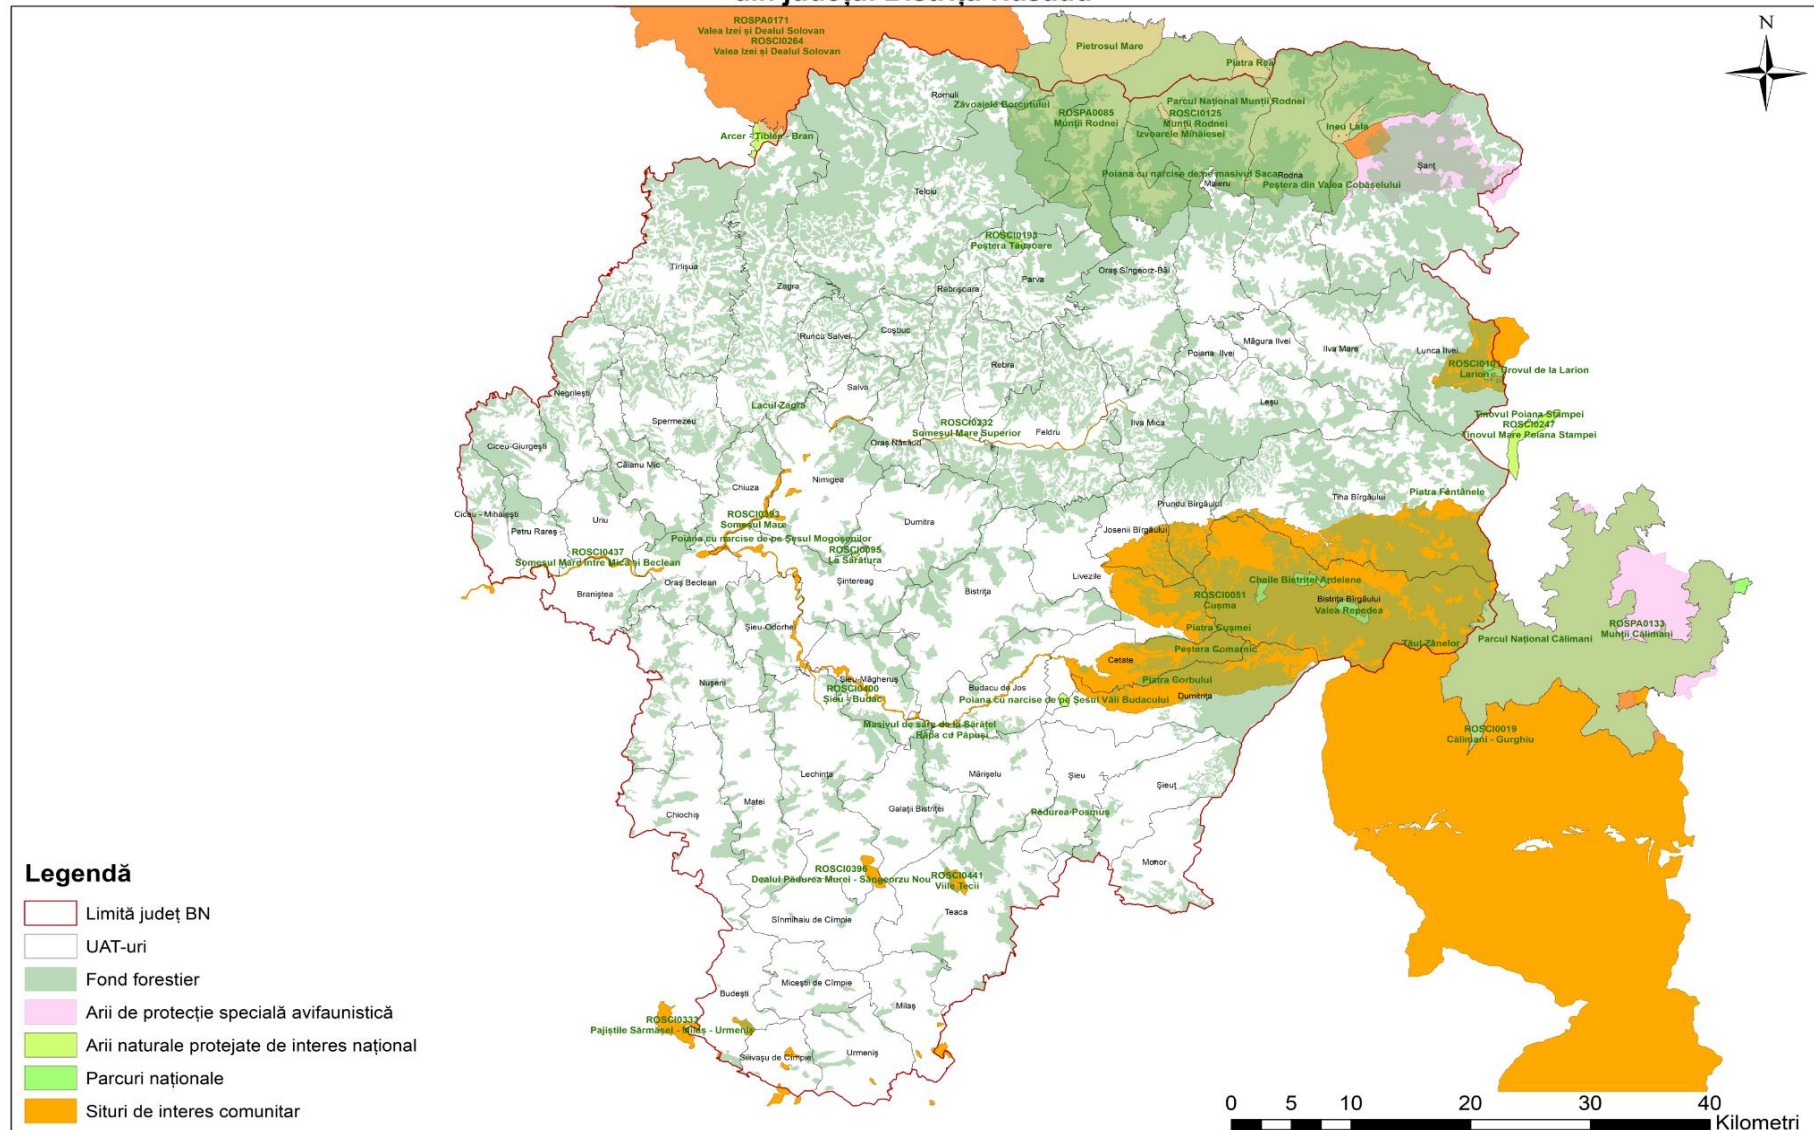 ROSPA0171
Valea Izei și Dealul Solovan
ROSCI0264
Valea Izei și Dealul Solovan
N
Pietrosul Mare
Piatra Rea
Romuli
Zăvoaiele Borcutului
ROSPA0085
Munții Rodnei
Parcul Național Munții Rodnei
ROSCI0125
Munții Rodnei
Izvoarele Mihăiesei
Ineu Lala
Arcer - Țibleș - Bran
Șanț
Poiana cu narcise de pe masivul Saca
Rodna
Maieru
Peștera din Valea Cobășelului
Telciu
ROSCI0193
Peștera Tăușoare
Tîrlișua
Zagra
Rebrișoara
Parva
Oraș Sîngeorz-Băi
Runcu Salvei
Coșbuc
Rebra
Poiana Ilvei
Măgura Ilvei
Ilva Mare
Lunca Ilvei
ROSCI0101
Larion
Tinovul de la Larion
Negrilești
Salva
Leșu
Lacul Zagra
Spermezeu
ROSCI0232
Someșul Mare Superior
Feldru
Ilva Mica
Tinovul Poiana Stampei
ROSCI0247
Tinovul Mare Poiana Stampei
Ciceu-Giurgești
Oraș Năsăud
Căianu Mic
Chiuza
Nimigea
Tiha Bîrgăului
Piatra Fântânele
Ciceu - Mihăiești
Petru Rareș
Uriu
ROSCI0393
Someșul Mare
Dumitra
Prundu Bîrgăului
Josenii Bîrgăului
Poiana cu narcise de pe Șesul Mogoșenilor
ROSCI0437
Someșul Mare între Mica și Beclean
ROSCI0095
La Sărătura
Oraș Beclean
Șintereag
Braniștea
Bistrița
Livezile
Cheile Bistriței Ardelene
ROSCI0051
Cușma
Bistrița Bîrgăului
Valea Repedea
Șieu-Odorhei
Piatra Cușmei
Tăul Zânelor
Parcul Național Călimani
ROSPA0133
Munții Călimani
Peștera Comarnic
Cetate
Nușeni
Șieu-Măgheruș
ROSCI0400
Șieu - Budac
Budacu de Jos
Piatra Corbului
Dumitrița
Poiana cu narcise de pe Șesul Văii Budacului
Masivul de sare de la Sărățel
Râpa cu Păpuși
ROSCI0019
Călimani - Gurghiu
Lechința
Mărișelu
Șieu
Șieuț
Matei
Galații Bistriței
Chiochiș
Pădurea Posmuș
Monor
ROSCI0396
Dealul Pădurea Murei - Sângeorzu Nou
ROSCI0441
Viile Tecii
Teaca
Sînmihaiu de Cîmpie
Miceștii de Cîmpie
Budești
Milaș
ROSCI0333
Pajiștile Sărmășel - Milaș - Urmeniș
Silivașu de Cîmpie
Urmeniș
Legendă
Limită județ BN
UAT-uri
Fond forestier
Arii de protecție specială avifaunistică
Arii naturale protejate de interes național
Parcuri naționale
Situri de interes comunitar
0 5 10 20 30 40
Kilometri